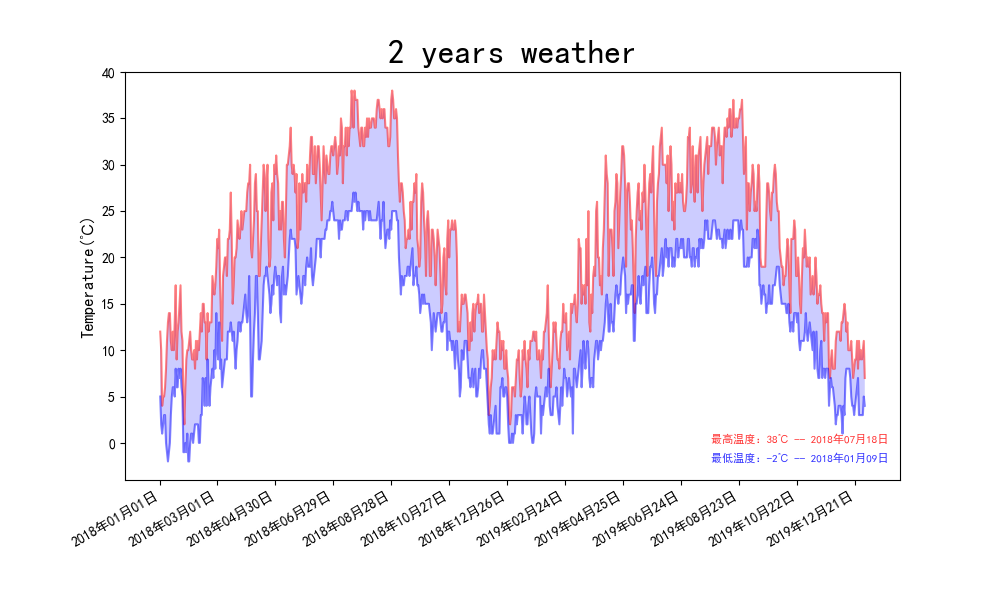 2 years weather
40
35
30
25
20
15
10
5
0
Temperature(℃)
最高温度: 38℃ -- 2018年07月18日
最低温度: -2℃ -- 2018年01月09日
2018年01月01日
2018年03月01日
2018年04月30日
2018年06月29日
2018年08月28日
2018年10月27日
2018年12月26日
2019年02月24日
2019年04月25日
2019年06月24日
2019年08月23日
2019年10月22日
2019年12月21日